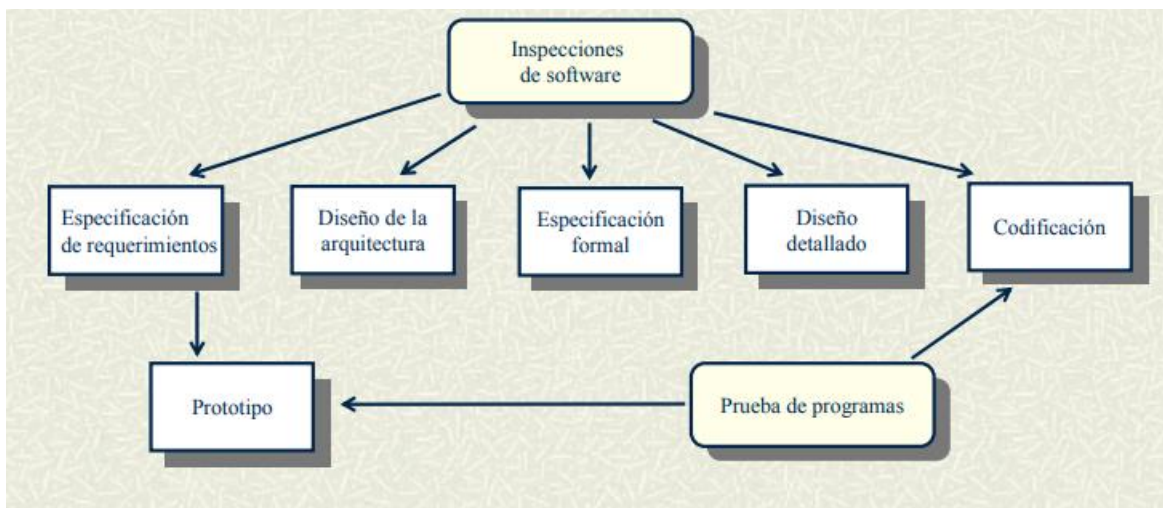 Inspecciones
de software
Especificación
de requerimientos
Diseño de la
arquitectura
Especificación
formal
Diseño
detallado
Codificación
Prototipo
Prueba de programas